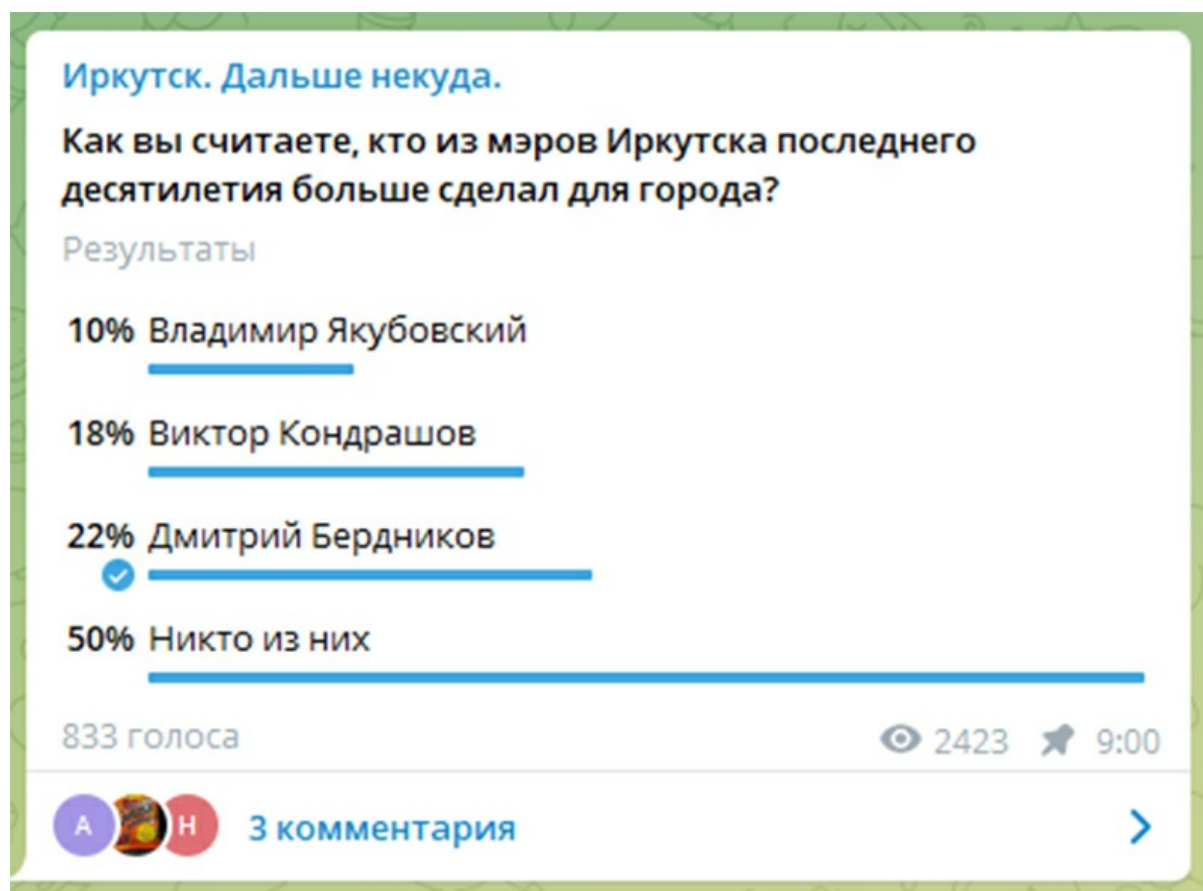 Иркутск. Дальше некуда.
Как вы считаете, кто из мэров Иркутска последнего
десятилетия больше сделал для города?
Результаты
10% Владимир Якубовский
18% Виктор Кондрашов
22% Дмитрий Бердников
50% Никто из них
833 голоса 2423 9:00
А Н 3 комментария